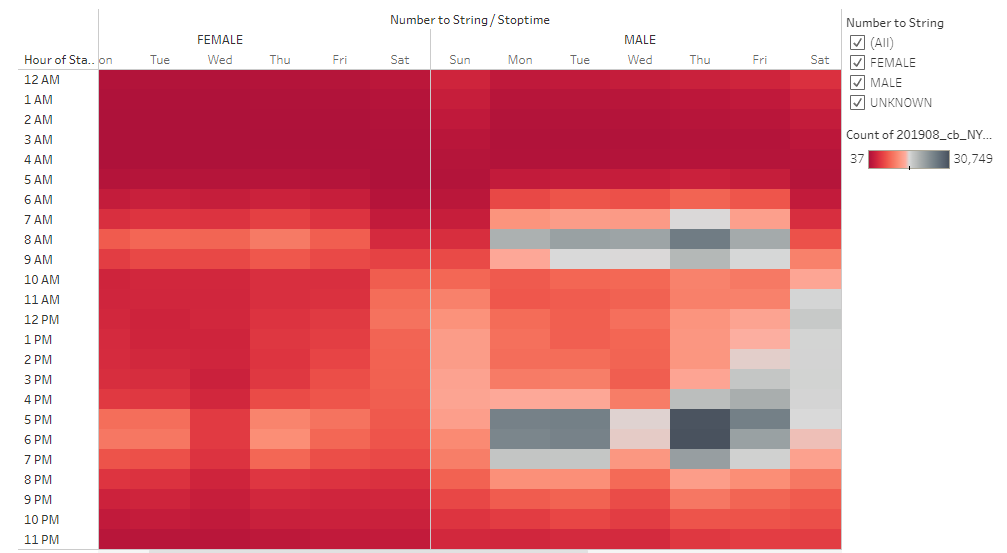 Number to String / Stoptime
FEMALE MALE
Hour of Sta.. on Tue Wed Thu Fri Sat Sun Mon Tue Wed Thu Fri Sat
12 AM
1 AM
2 AM
3 AM
4 AM
5 AM
6 AM
7 AM
8 AM
9 AM
10 AM
11 AM
12 PM
1 PM
2 PM
3 PM
4 PM
5 PM
6 PM
7 PM
8 PM
9 PM
10 PM
11 PM
Number to String
(All)
FEMALE
MALE
UNKNOWN
Count of 201908_cb_NY...
37 30,749